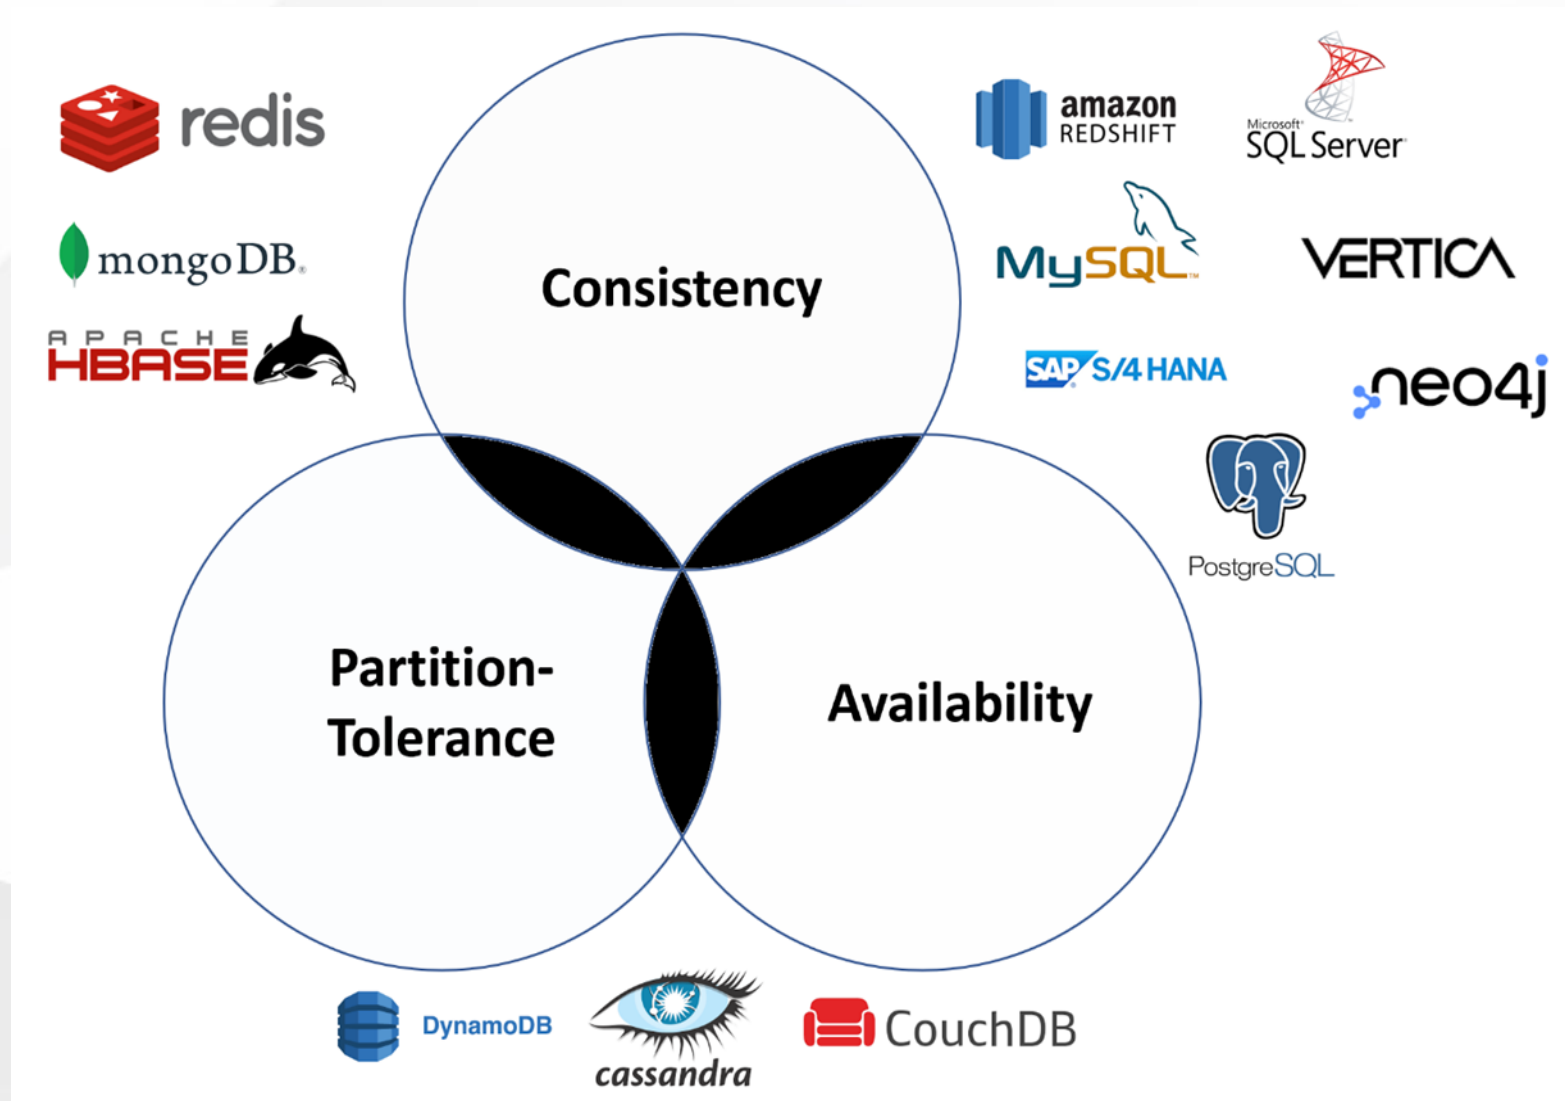 redis
mongoDB®
APACHE
HBASE
Consistency
amazon
REDSHIFT
Microsoft®
SQL Server
MySQL™
VERTICA
SAP® S/4 HANA
neo4j
PostgreSQL
Partition-
Tolerance
Availability
DynamoDB
cassandra
CouchDB